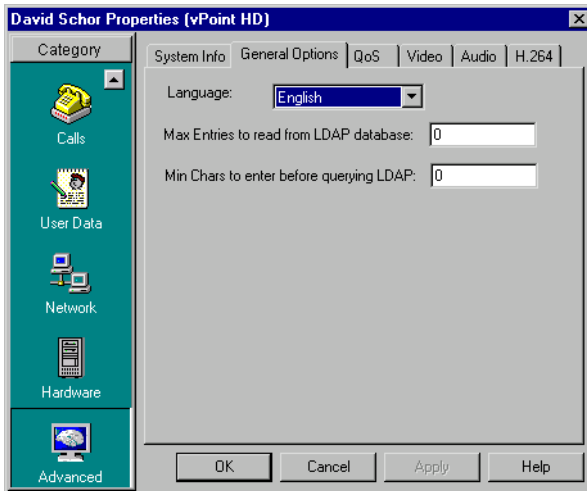 David Schor Properties (vPoint HD)
Category
Calls
User Data
Network
Hardware
Advanced
System Info General Options QoS Video Audio H.264
Language: English
Max Entries to read from LDAP database: 0
Min Chars to enter before querying LDAP: 0
OK Cancel Apply Help